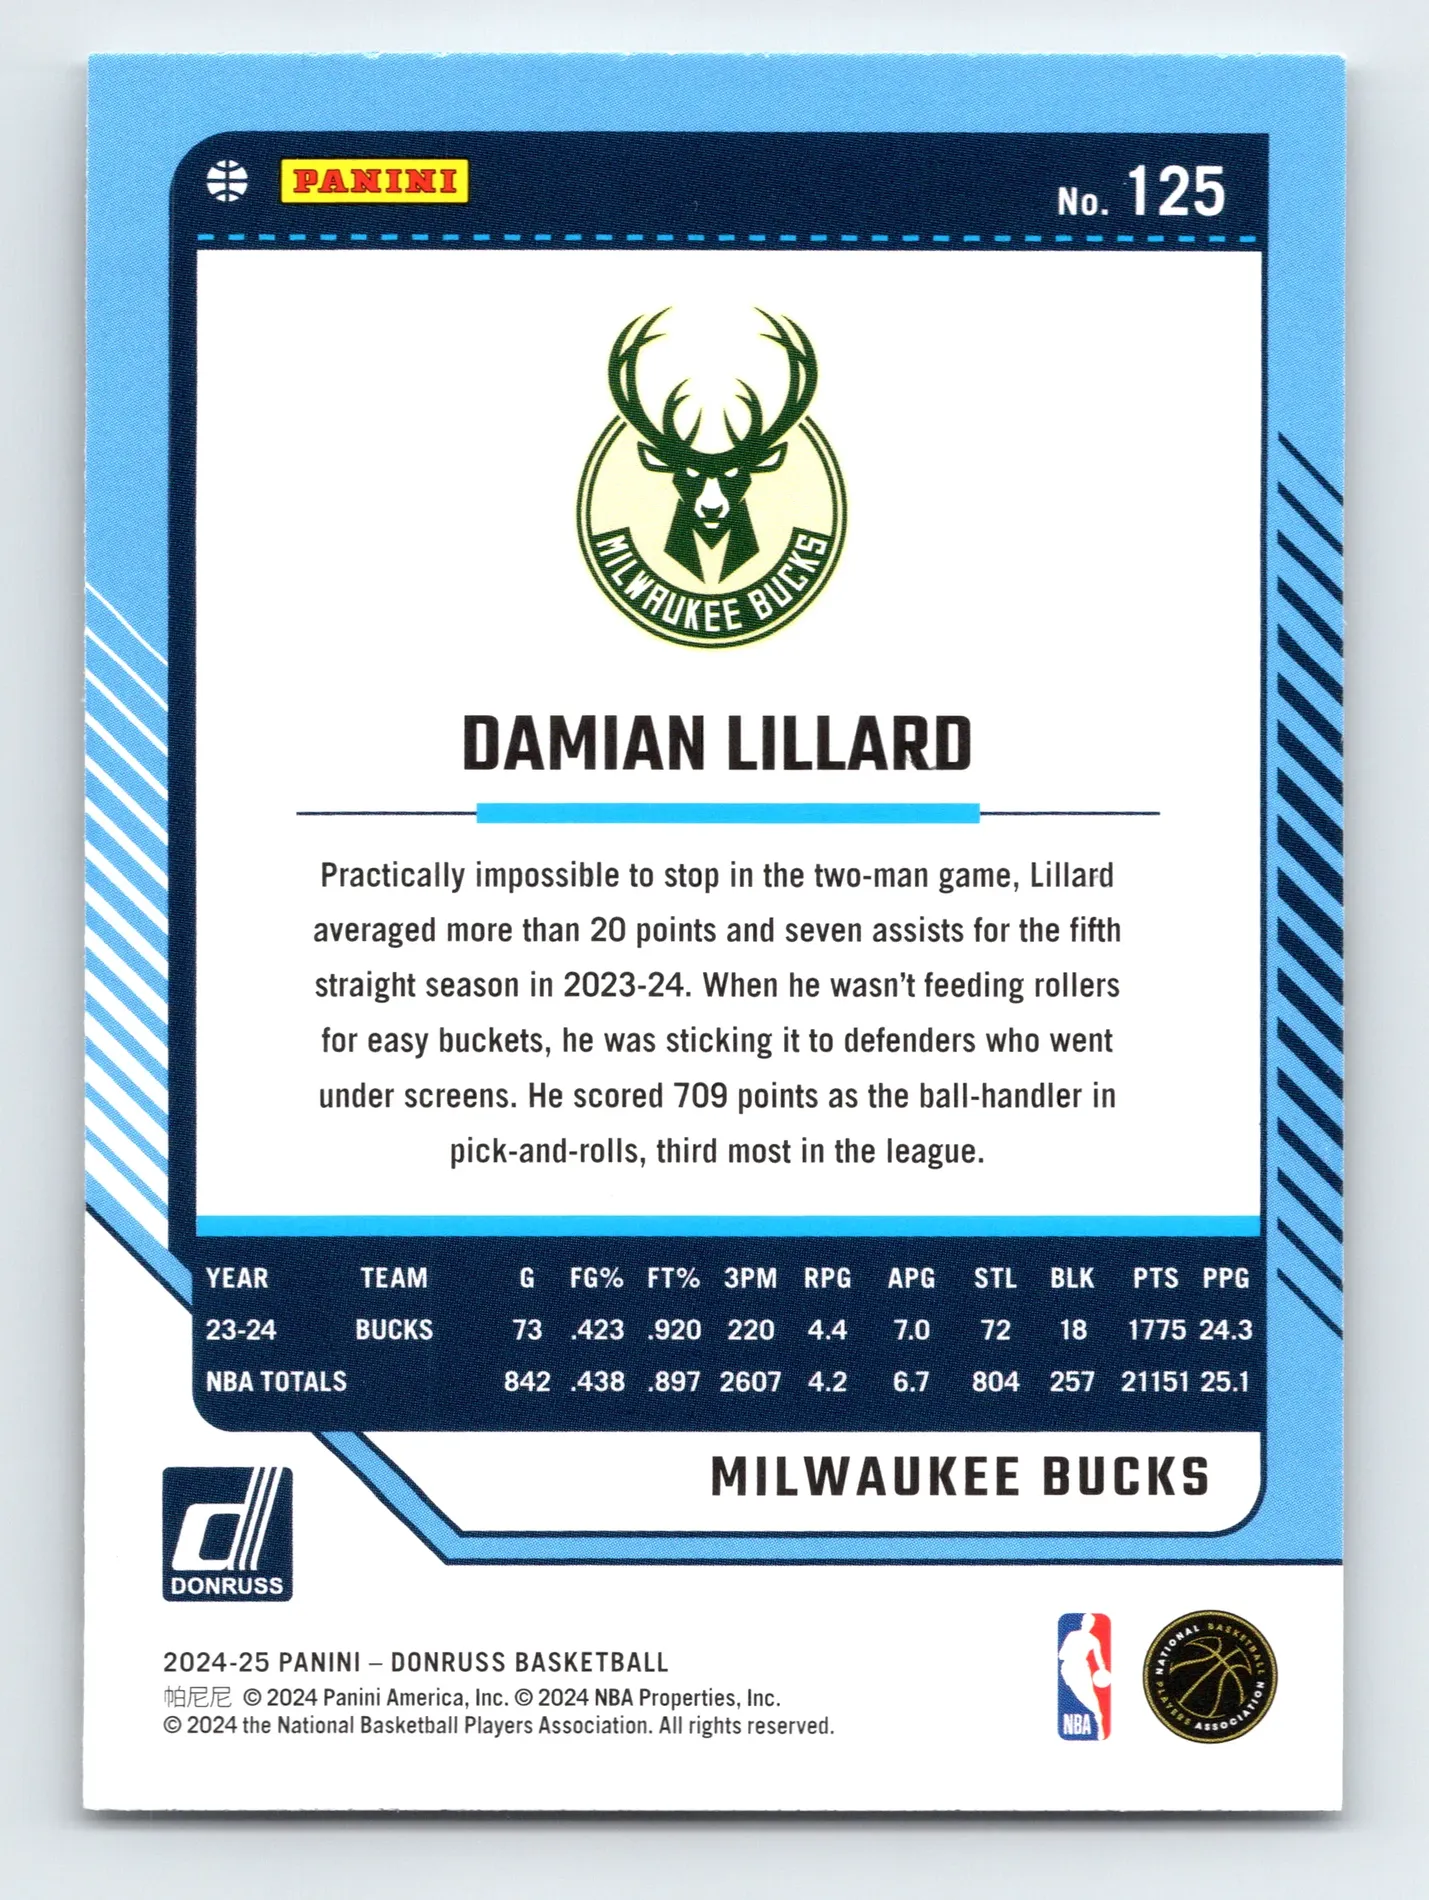 PANINI
No. 125
MILWAUKEE BUCKS
DAMIAN LILLARD
Practically impossible to stop in the two-man game, Lillard
averaged more than 20 points and seven assists for the fifth
straight season in 2023-24. When he wasn't feeding rollers
for easy buckets, he was sticking it to defenders who went
under screens. He scored 709 points as the ball-handler in
pick-and-rolls, third most in the league.
YEAR TEAM G FG% FT% 3PM RPG APG STL BLK PTS PPG
23-24 BUCKS 73 .423 .920 220 4.4 7.0 72 18 1775 24.3
NBA TOTALS 842 .438 .897 2607 4.2 6.7 804 257 21151 25.1
MILWAUKEE BUCKS
DONRUSS
2024-25 PANINI – DONRUSS BASKETBALL
帕尼尼 © 2024 Panini America, Inc. © 2024 NBA Properties, Inc.
© 2024 the National Basketball Players Association. All rights reserved.
NBA
NATIONAL BASKETBALL PLAYERS ASSOCIATION